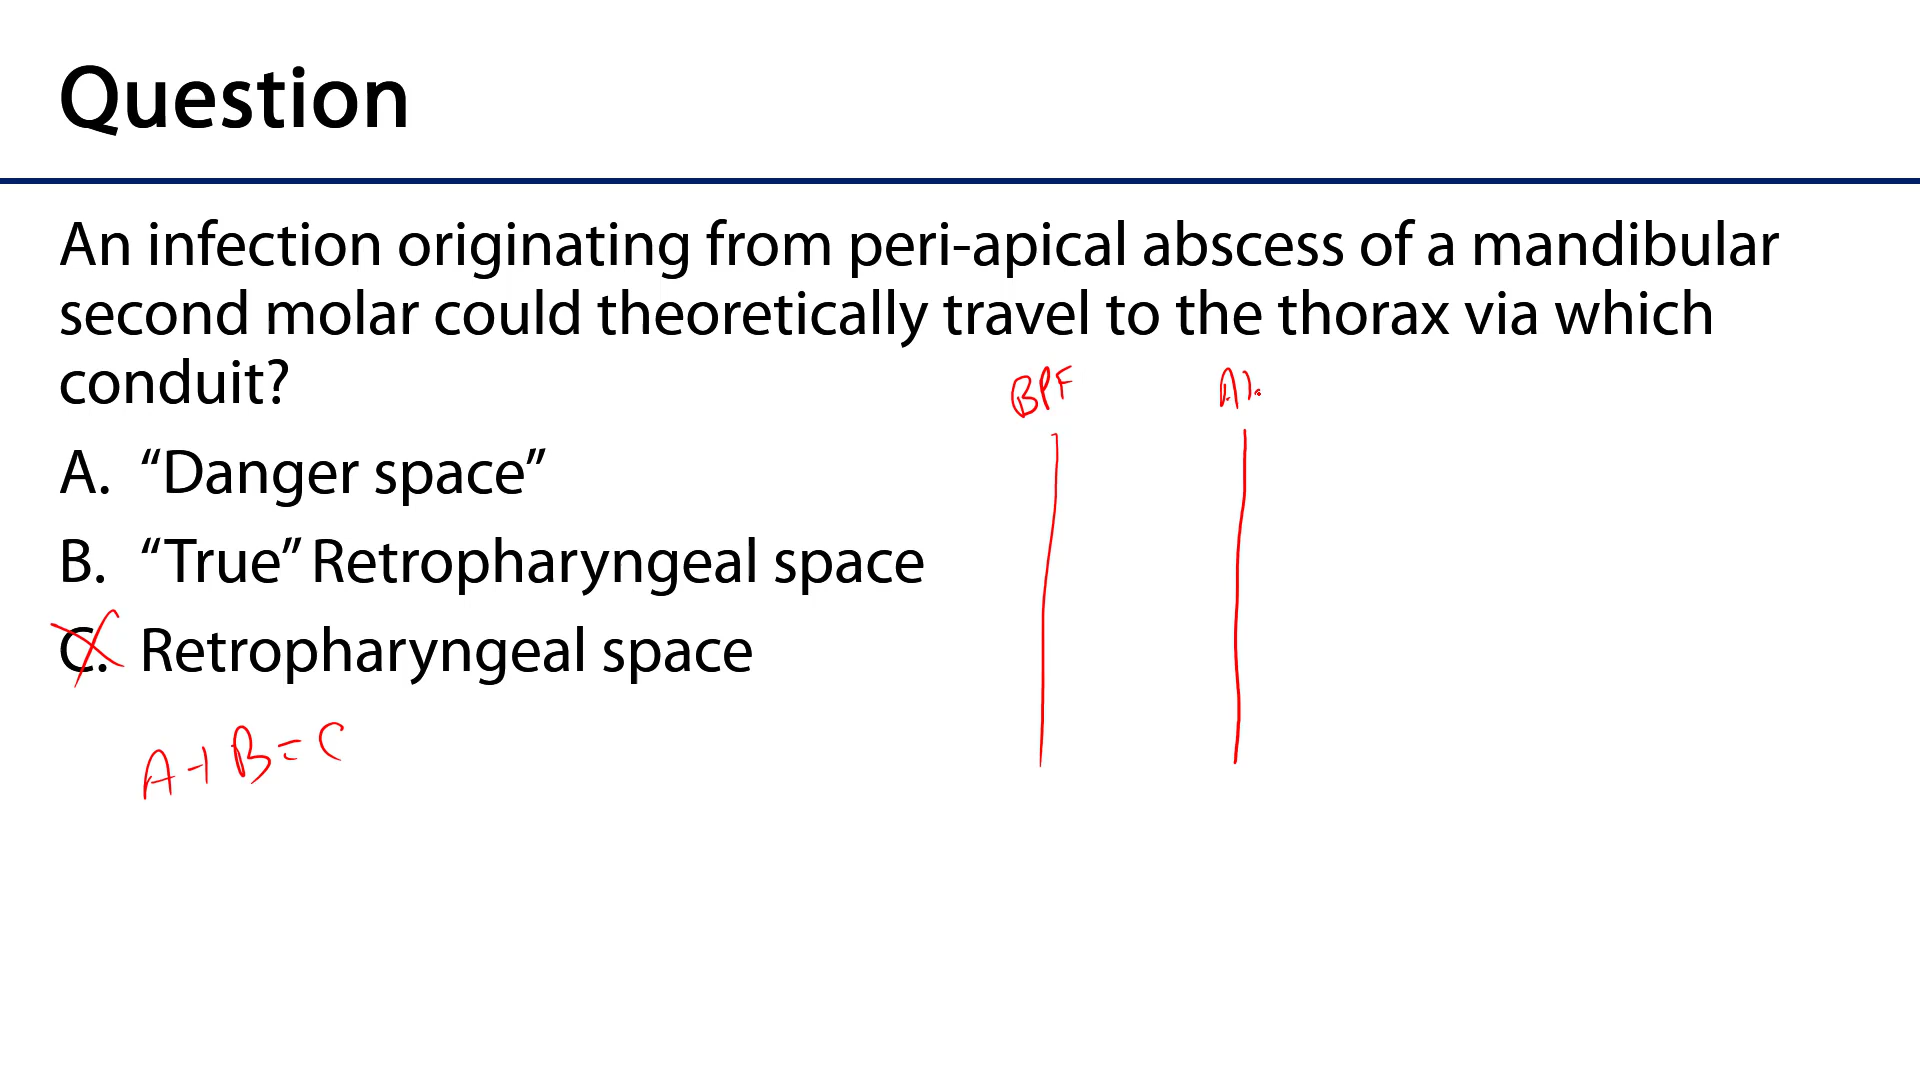 Question
An infection originating from peri-apical abscess of a mandibular
second molar could theoretically travel to the thorax via which
conduit?
BPF
A. “Danger space”
B. “True” Retropharyngeal space
C. Retropharyngeal space
A+B=C